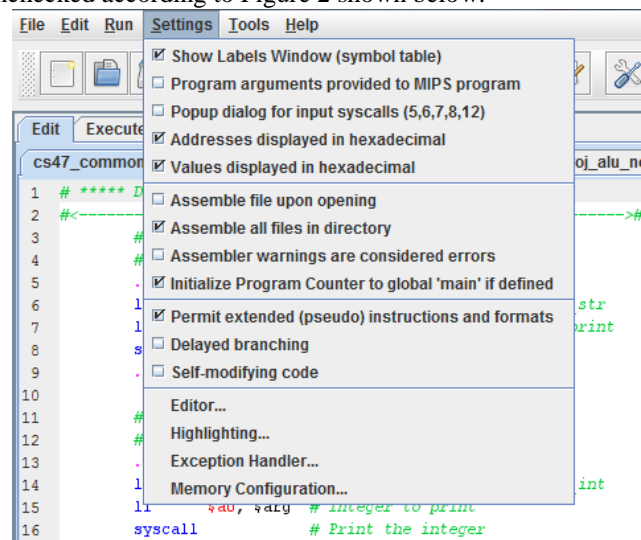 according to Figure 2 shown below.
File Edit Run Settings Tools Help
Show Labels Window (symbol table)
Program arguments provided to MIPS program
Popup dialog for input syscalls (5,6,7,8,12)
Edit Execute
Addresses displayed in hexadecimal
cs47_common
Values displayed in hexadecimal
oj_alu_n
1 # *****
Assemble file upon opening
2 #<-------- ----->#
Assemble all files in directory
3 #
Assembler warnings are considered errors
4 #
Initialize Program Counter to global 'main' if defined
5 .
6 l _str
Permit extended (pseudo) instructions and formats
7 l print
Delayed branching
8 s
Self-modifying code
9 .
10
Editor...
11 #
Highlighting...
12 #
Exception Handler...
13 .
14 l _int
Memory Configuration...
15 li $a0, $arg # Integer to print
16 syscall # Print the integer